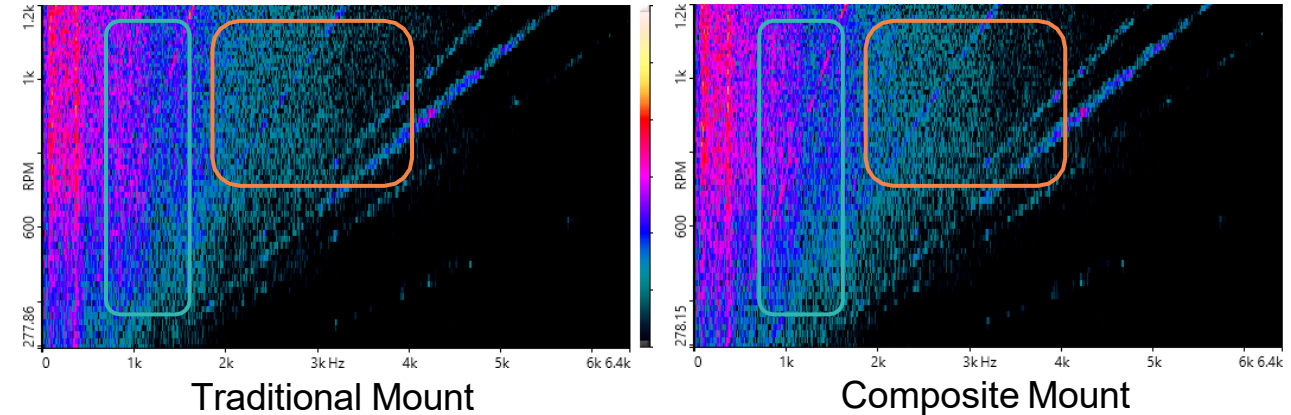 1.2k
1k
RPM
600
277.86
0 1k 2k 3k Hz 4k 5k 6k 6.4k
Traditional Mount
1.2k
1k
RPM
600
278.15
0 1k 2k 3k Hz 4k 5k 6k 6.4k
Composite Mount